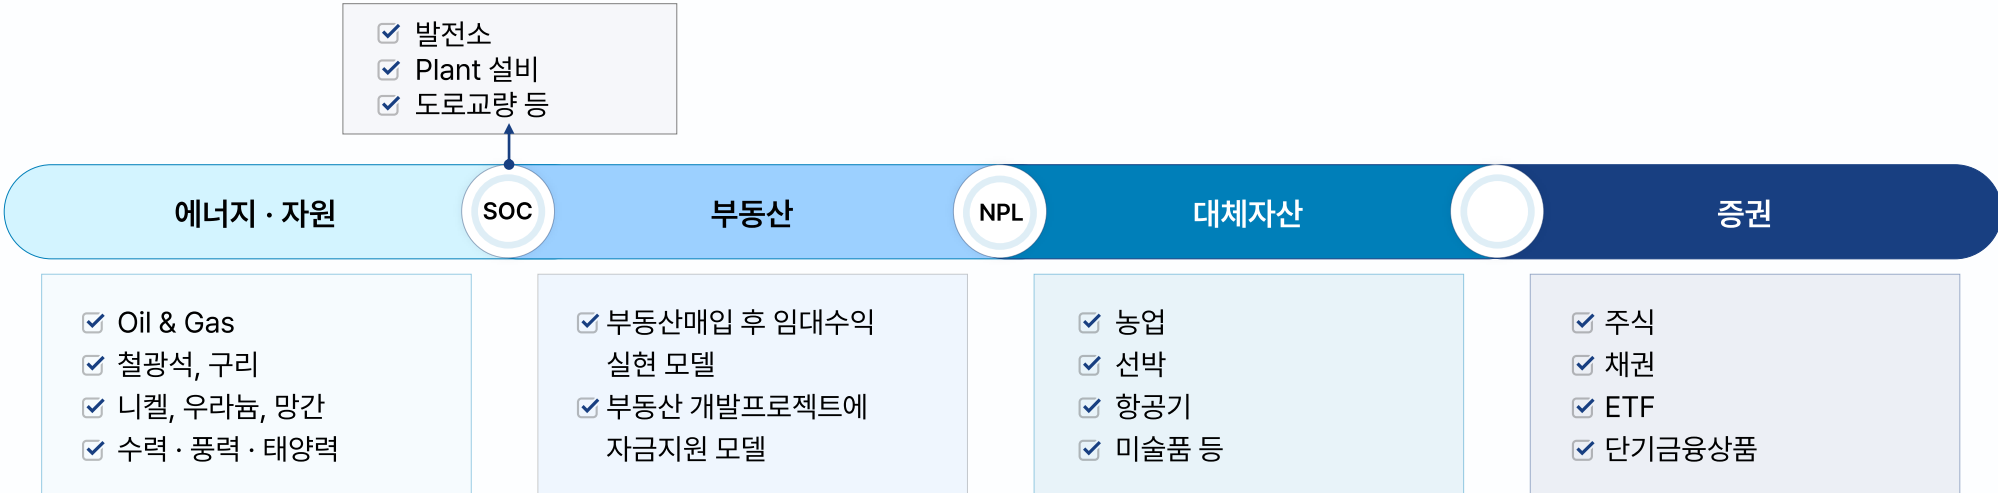 발전소
Plant 설비
도로교량 등
에너지 · 자원
SOC
부동산
NPL
대체자산
증권
Oil & Gas
철광석, 구리
니켈, 우라늄, 망간
수력 · 풍력 · 태양력
부동산매입 후 임대수익
실현 모델
부동산 개발프로젝트에
자금지원 모델
농업
선박
항공기
미술품 등
주식
채권
ETF
단기금융상품